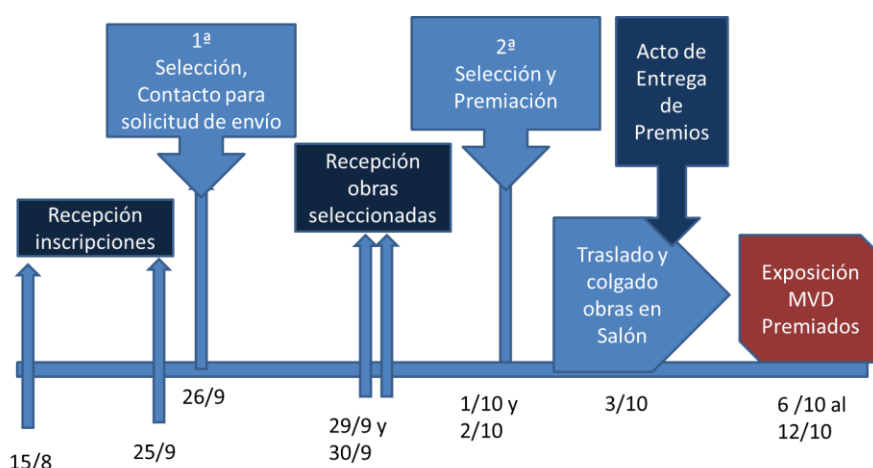 1ª
Selección,
Contacto para
solicitud de envío
2ª
Selección y
Premiación
Acto de
Entrega
de
Premios
Recepción
inscripciones
Recepción
obras
seleccionadas
Traslado y
colgado
obras en
Salón
Exposición
MVD
Premiados
15/8
25/9
26/9
29/9 y
30/9
1/10 y
2/10
3/10
6 /10 al
12/10